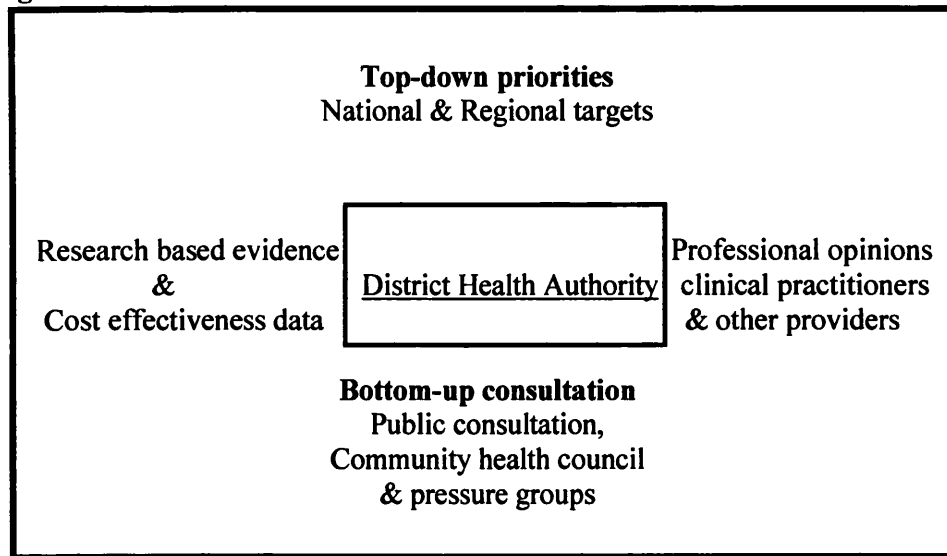 Top-down priorities
National & Regional targets
Research based evidence
&
Cost effectiveness data
District Health Authority
Professional opinions
clinical practitioners
& other providers
Bottom-up consultation
Public consultation,
Community health council
& pressure groups